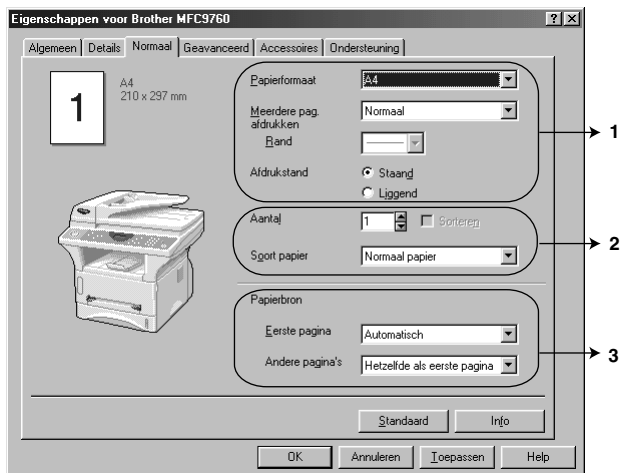 Eigenschappen voor Brother MFC9760
Algemeen Details Normaal Geavanceerd Accessoires Ondersteuning
1
A4
210 x 297 mm
Papierformaat A4
Meerdere pag. afdrukken Normaal
Rand
Afdrukstand Staand
Liggend
1
Aantal 1 Sorteren
Soort papier Normaal papier
2
Papierbron
Eerste pagina Automatisch
Andere pagina's Hetzelfde als eerste pagina
3
Standaard Info
OK Annuleren Toepassen Help